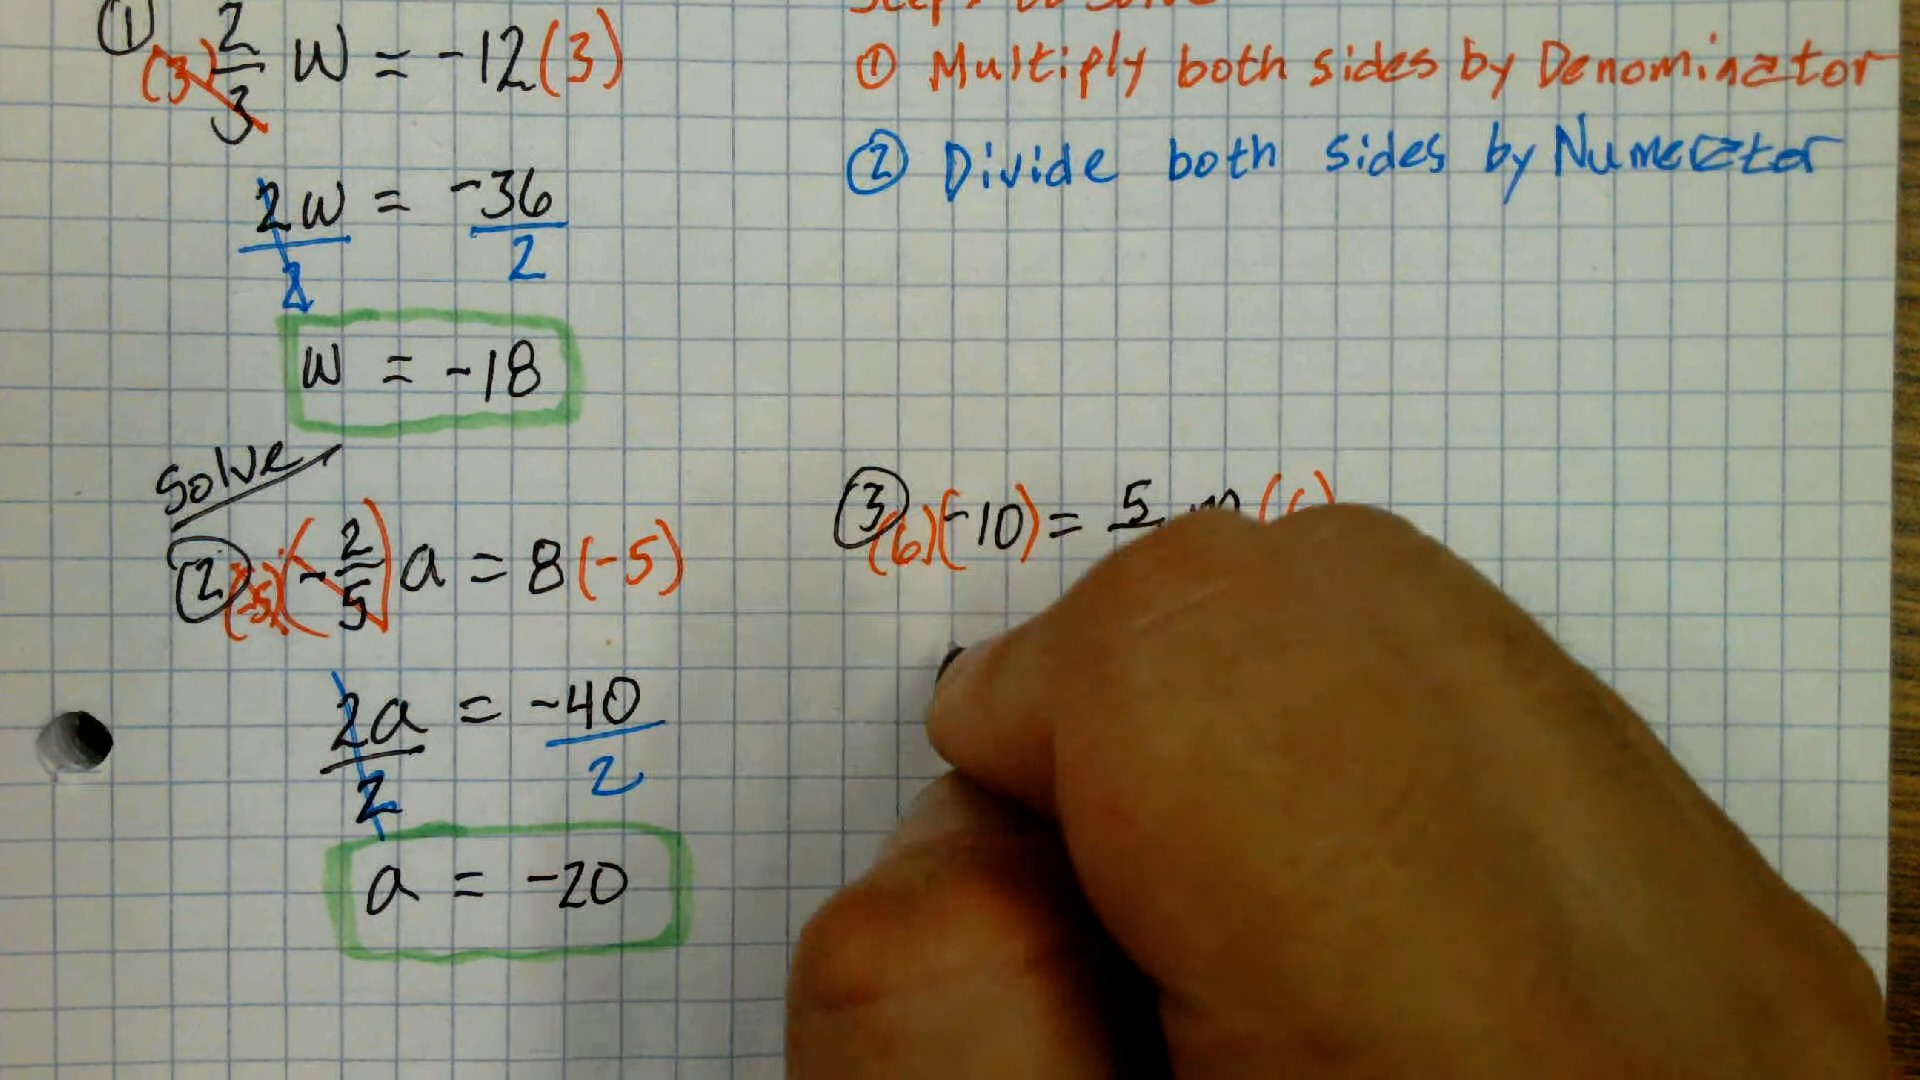 ① 2/3 w = -12
(3) (3)
2w = -36
2 2
w = -18
① Multiply both sides by Denominator
② Divide both sides by Numerator
Solve
② (-5)(-2/5)a = 8(-5)
2a = -40
2 2
a = -20
③ (6)(-10) = 5